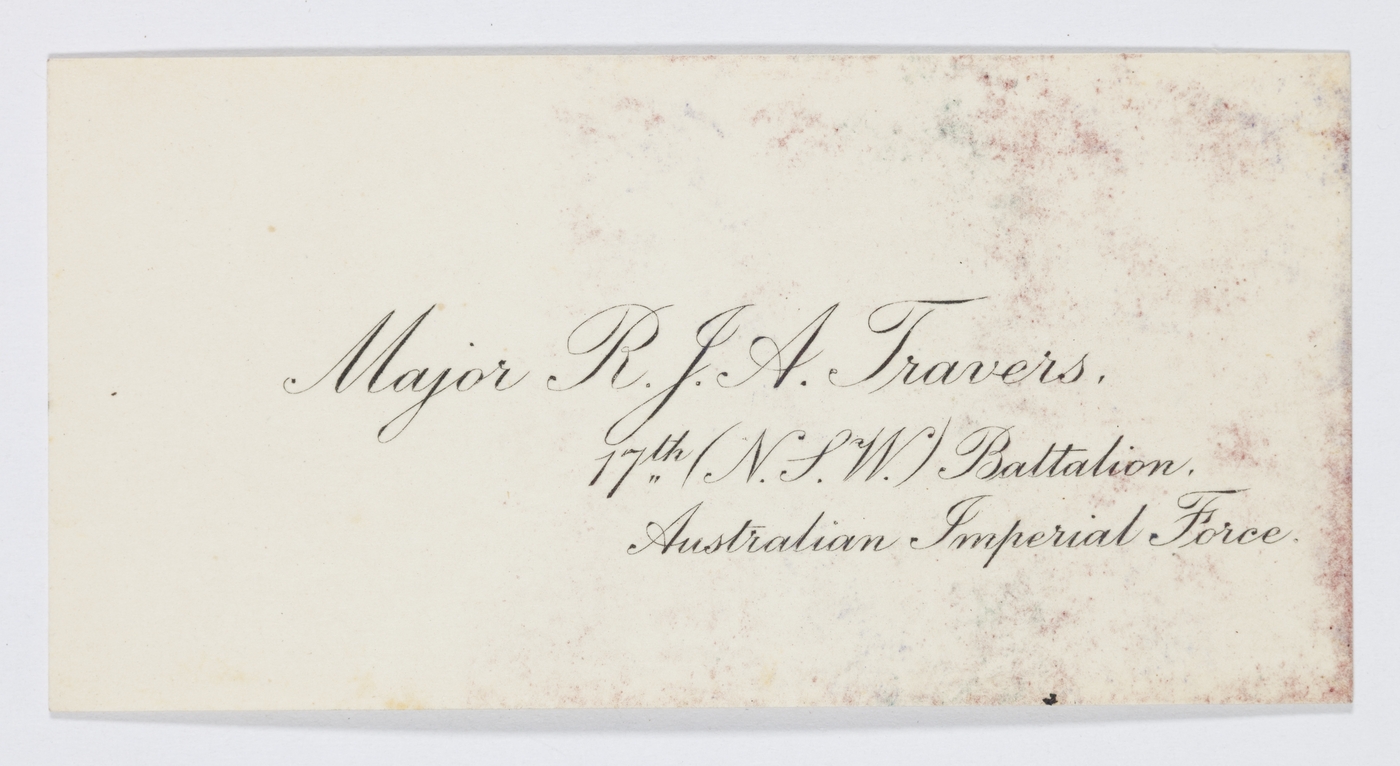 Major R. J. A. Travers.
17th (N. S. W.) Battalion.
Australian Imperial Force.